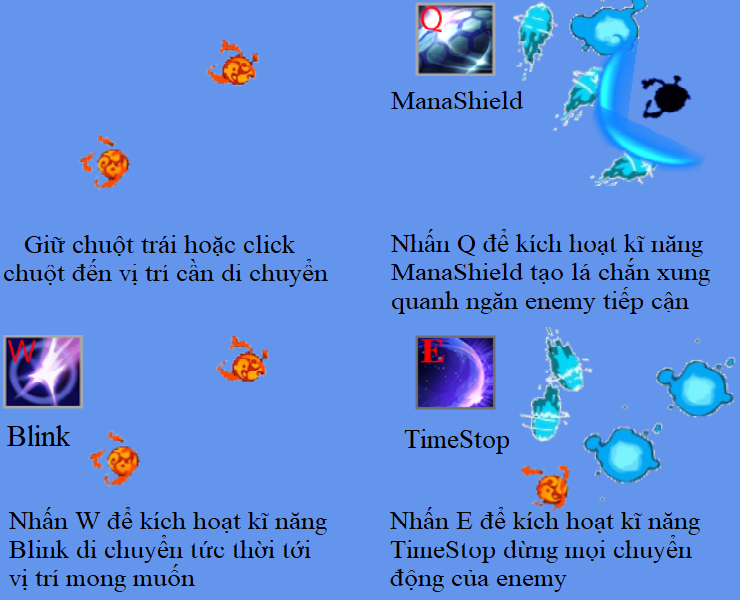 Giữ chuột trái hoặc click
chuột đến vị trí cần di chuyển
Q
ManaShield
Nhấn Q để kích hoạt kĩ năng
ManaShield tạo lá chắn xung
quanh ngăn enemy tiếp cận
W
Blink
Nhấn W để kích hoạt kĩ năng
Blink di chuyển tức thời tới
vị trí mong muốn
E
TimeStop
Nhấn E để kích hoạt kĩ năng
TimeStop dừng mọi chuyển
động của enemy